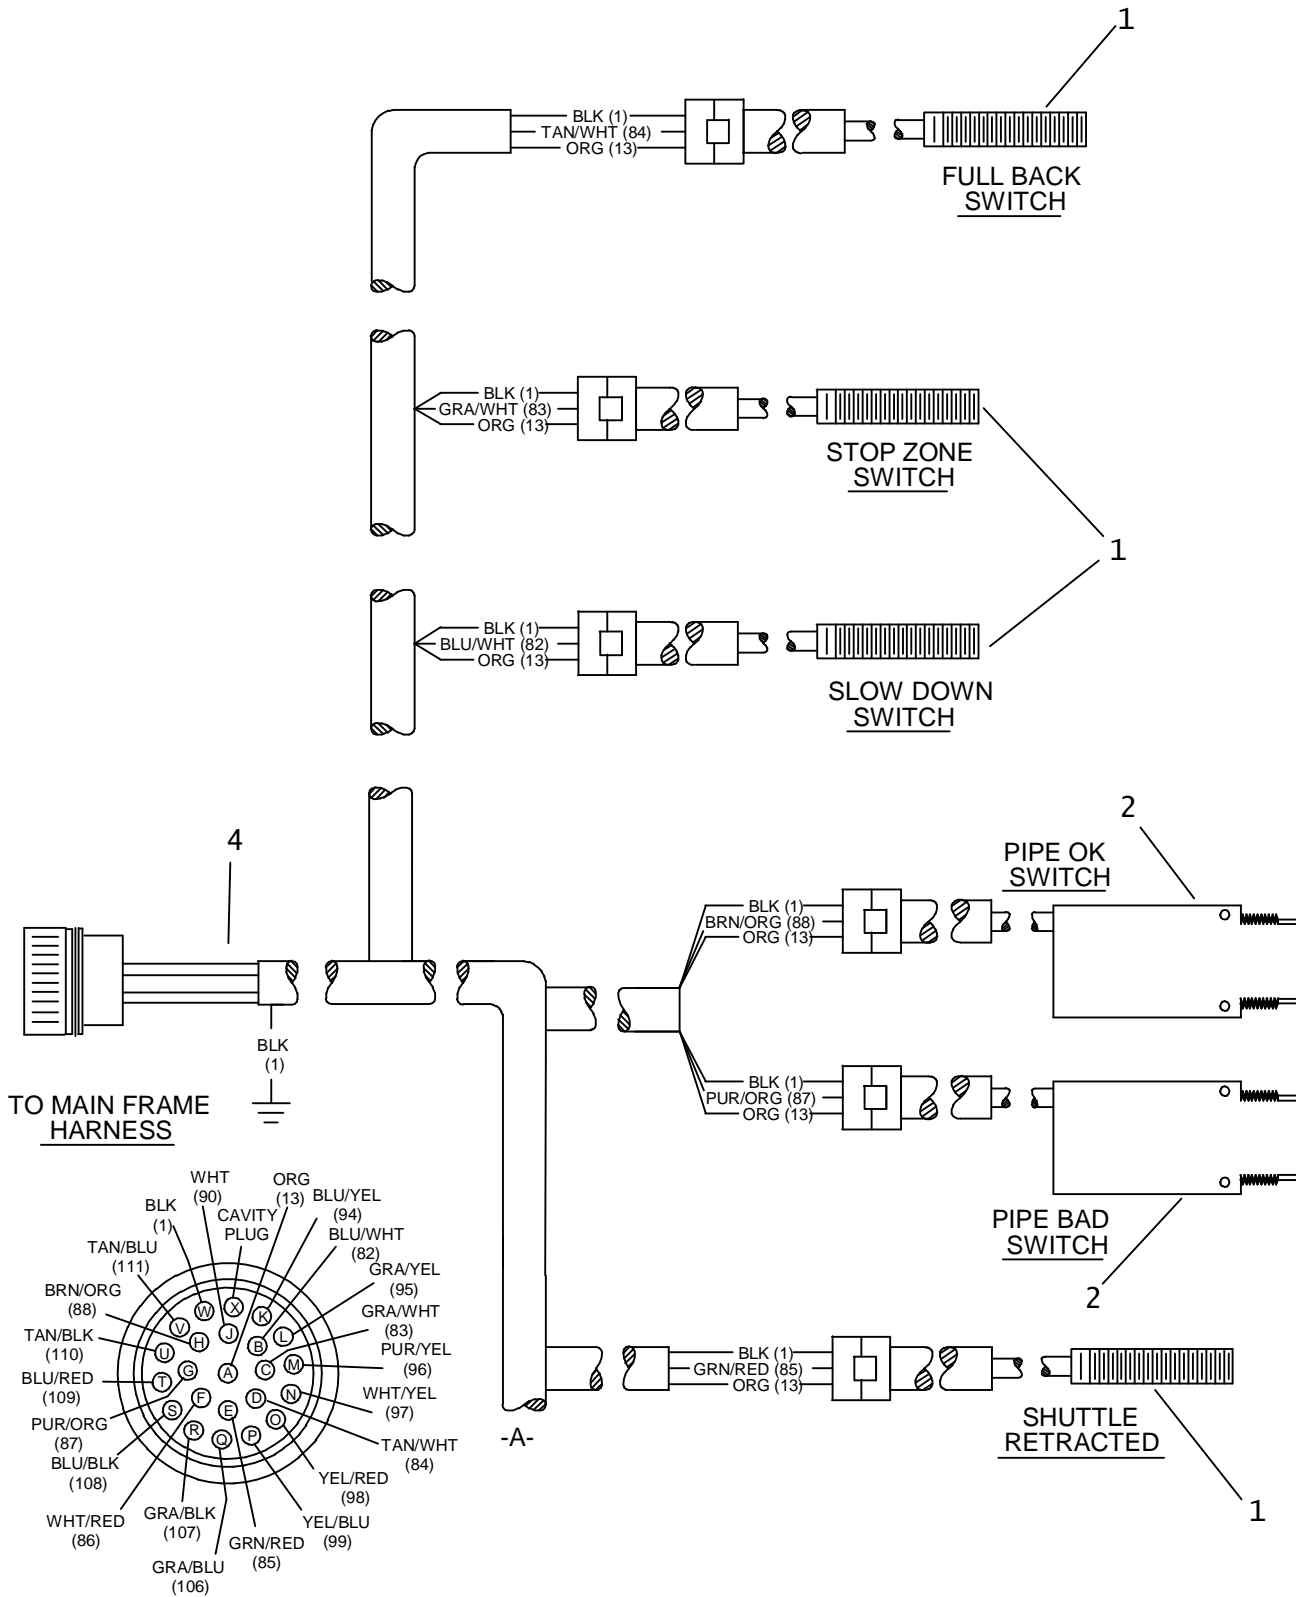 1
BLK (1)
TAN/WHT (84)
ORG (13)
FULL BACK
SWITCH
BLK (1)
GRA/WHT (83)
ORG (13)
STOP ZONE
SWITCH
1
BLK (1)
BLU/WHT (82)
ORG (13)
SLOW DOWN
SWITCH
4
2
PIPE OK
SWITCH
BLK (1)
BRN/ORG (88)
ORG (13)
BLK
(1)
TO MAIN FRAME
HARNESS
BLK (1)
PUR/ORG (87)
ORG (13)
PIPE BAD
SWITCH
2
WHT
(90)
ORG
(13)
BLU/YEL
(94)
BLK
(1)
CAVITY
PLUG
BLU/WHT
(82)
TAN/BLU
(111)
GRA/YEL
(95)
BRN/ORG
(88)
GRA/WHT
(83)
TAN/BLK
(110)
PUR/YEL
(96)
BLU/RED
(109)
WHT/YEL
(97)
PUR/ORG
(87)
TAN/WHT
(84)
BLU/BLK
(108)
YEL/RED
(98)
WHT/RED
(86)
GRA/BLK
(107)
YEL/BLU
(99)
GRN/RED
(85)
GRA/BLU
(106)
W
X
K
V
H
J
B
L
U
T
G
A
C
M
S
F
E
D
N
R
Q
P
O
-A-
BLK (1)
GRN/RED (85)
ORG (13)
SHUTTLE
RETRACTED
1